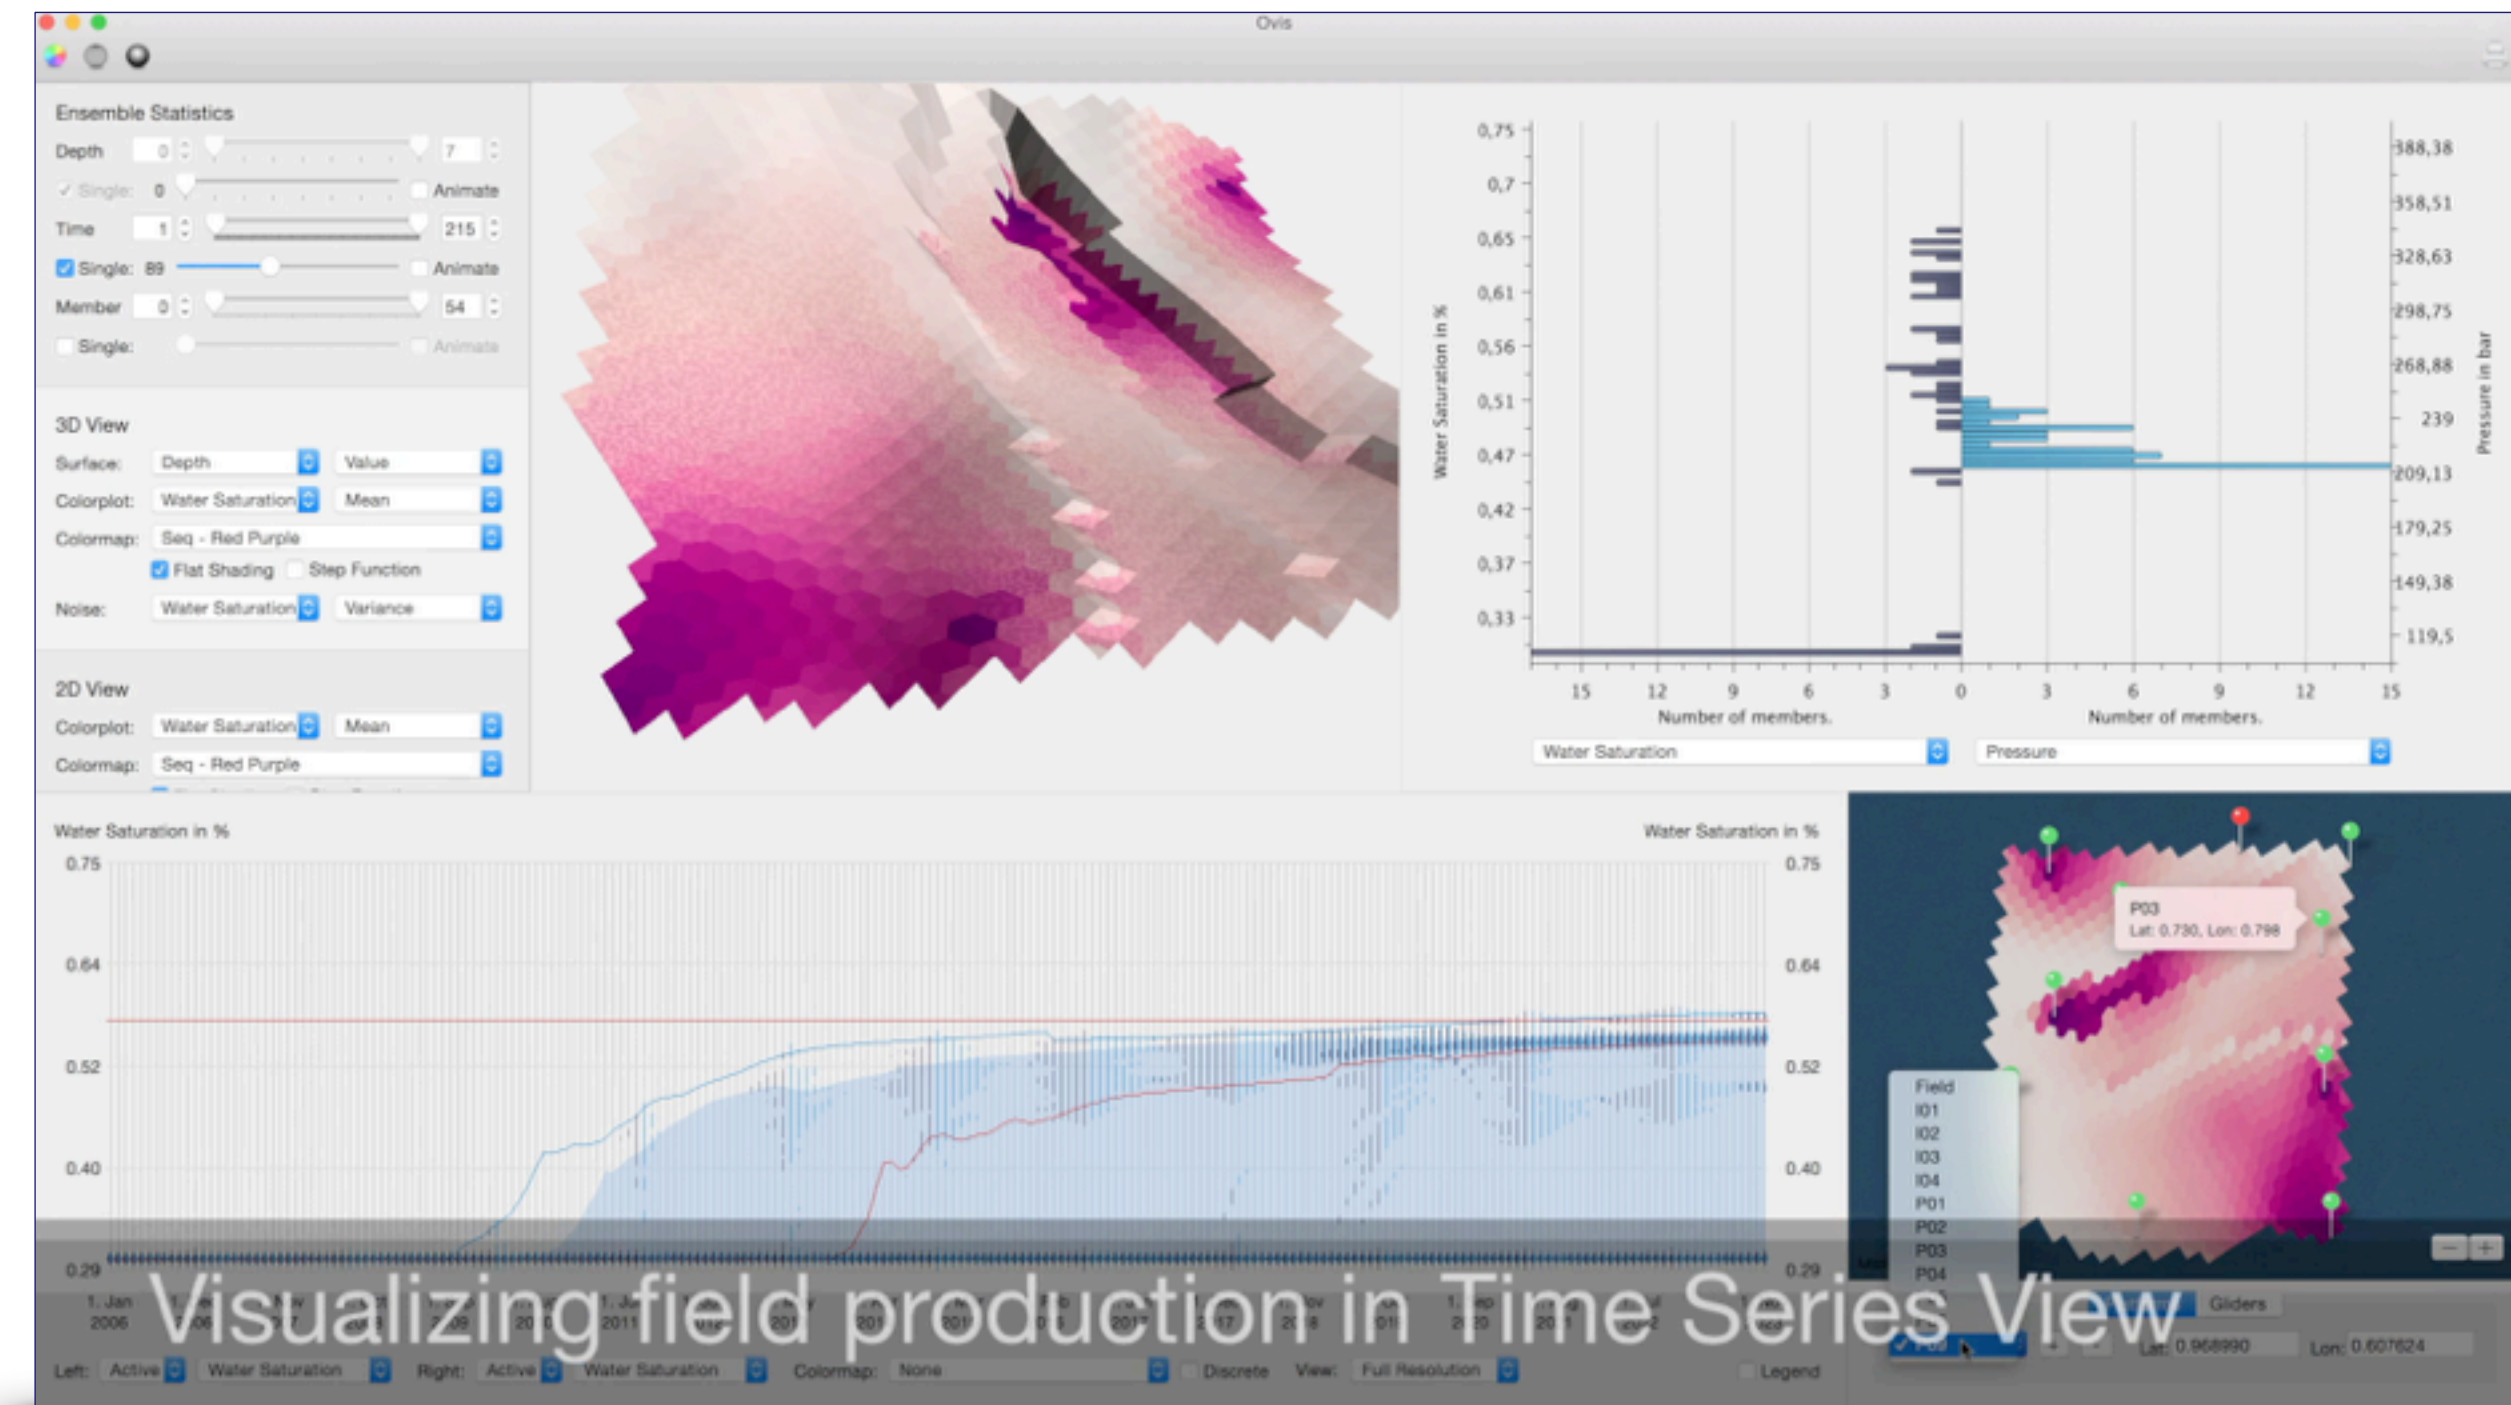 Ovis
Ensemble Statistics
Depth 0 7
Single: 0 Animate
Time 1 215
Single: 89 Animate
Member 0 54
Single: Animate
3D View
Surface: Depth Value
Colorplot: Water Saturation Mean
Colormap: Seq - Red Purple
Flat Shading Step Function
Noise: Water Saturation Variance
2D View
Colorplot: Water Saturation Mean
Colormap: Seq - Red Purple
Water Saturation in %
0,75
0,7
0,65
0,61
0,56
0,51
0,47
0,42
0,37
0,33
388,38
358,51
328,63
298,75
268,88
239
209,13
179,25
149,38
119,5
Pressure in bar
15 12 9 6 3 0 3 6 9 12 15
Number of members. Number of members.
Water Saturation Pressure
Water Saturation in % Water Saturation in %
0.75 0.75
0.64 0.64
0.52 0.52
0.40 0.40
0.29 0.29
1. Jan
2006
P03
Lat: 0.730, Lon: 0.798
Field
I01
I02
I03
I04
P01
P02
P03
P04
Gliders
Visualizing field production in Time Series View
Lat: 0.968990 Lon: 0.607624
Left: Active Water Saturation Right: Active Water Saturation Colormap: None Discrete View: Full Resolution Legend